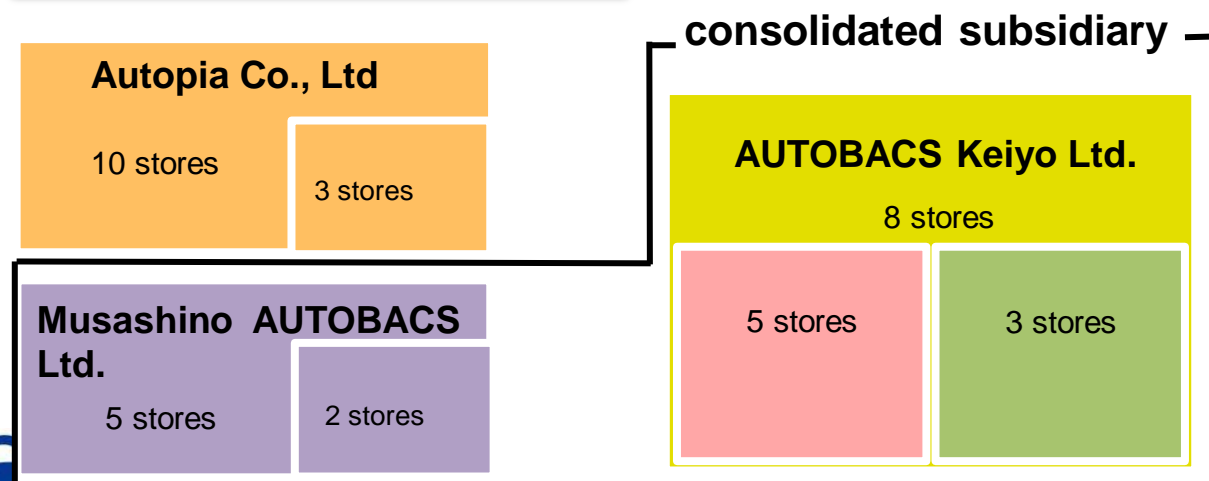 consolidated subsidiary
Autopia Co., Ltd
10 stores
3 stores
AUTOBACS Keiyo Ltd.
8 stores
5 stores
3 stores
Musashino AUTOBACS
Ltd.
5 stores
2 stores